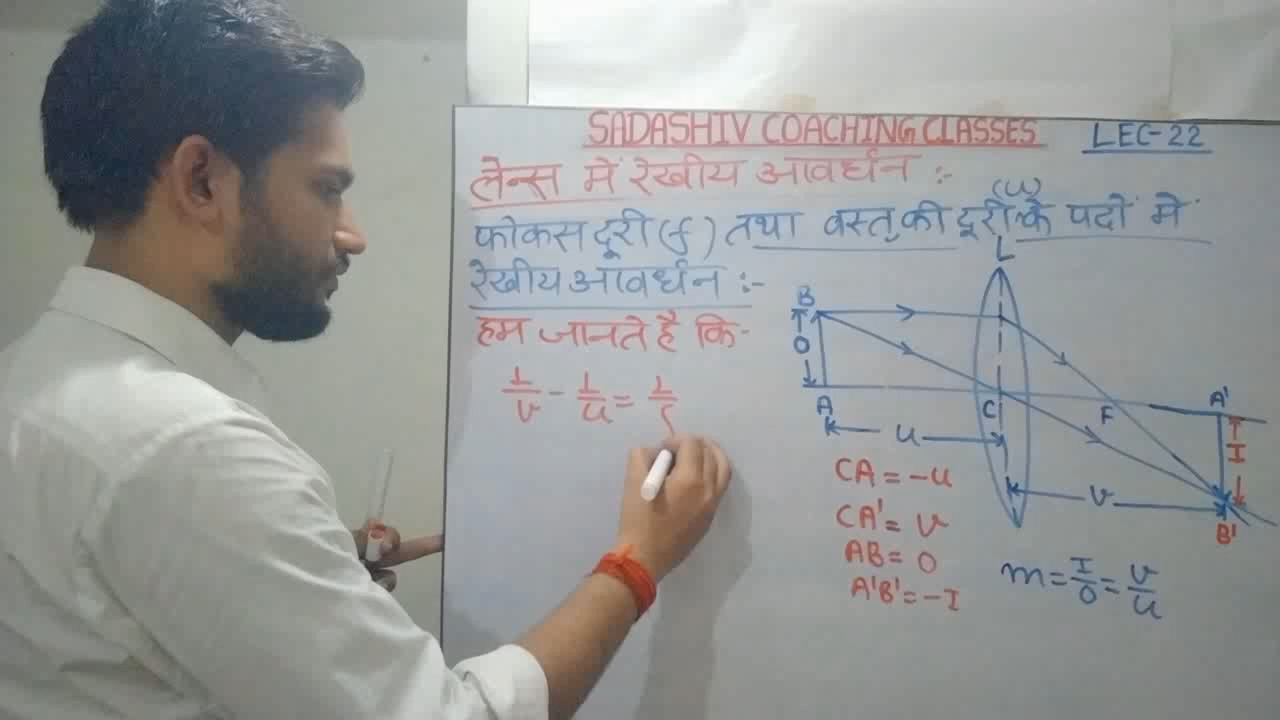 SADASHIV COACHING CLASSES LEC-22
लेन्स में रेखीय आवर्धन :-
(u)
फोकस दूरी (f) तथा वस्तु की दूरी के पदों में
रेखीय आवर्धन :-
हम जानते है कि-
1/v - 1/u = 1/f
L
B
O
A
C
F
A'
I
B'
u
v
CA = -u
CA' = v
AB = O
A'B' = -I
m = I/O = v/u